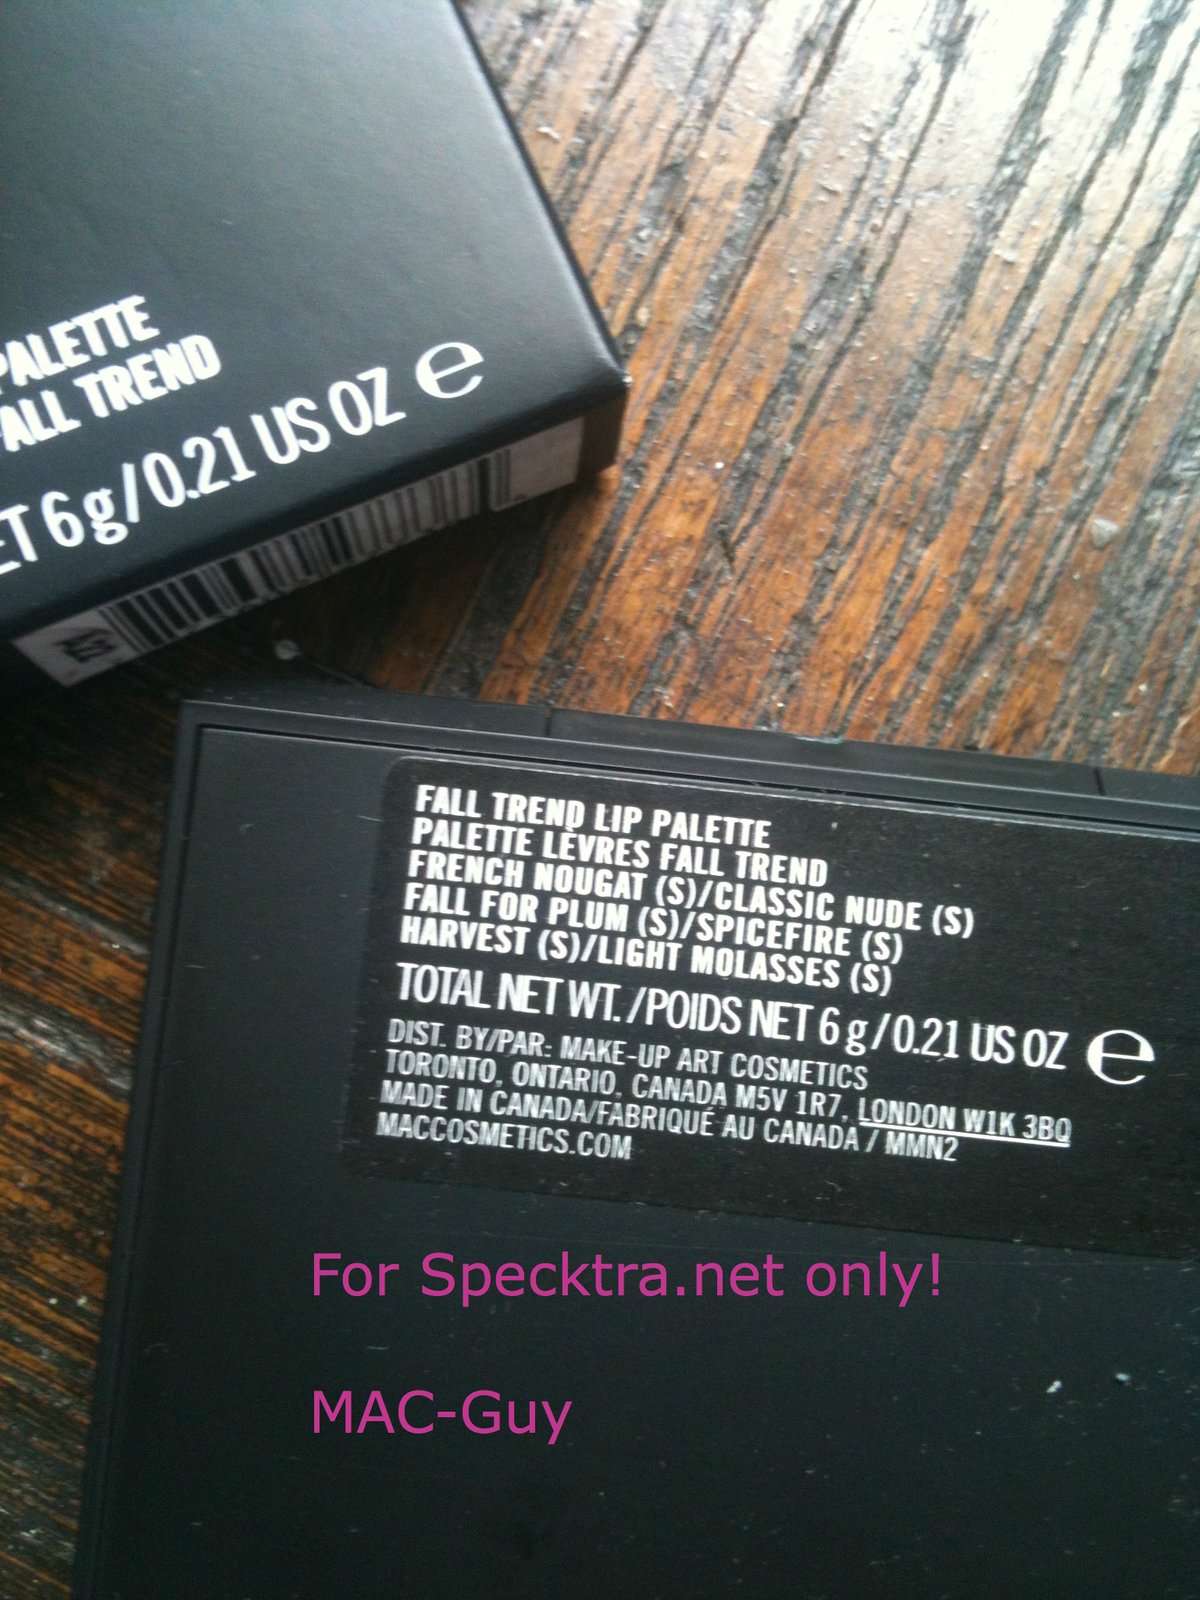 PALETTE
FALL TREND
6g/0.21 US OZ e
A22
FALL TREND LIP PALETTE
PALETTE LÈVRES FALL TREND
FRENCH NOUGAT (S)/CLASSIC NUDE (S)
FALL FOR PLUM (S)/SPICEFIRE (S)
HARVEST (S)/LIGHT MOLASSES (S)
TOTAL NET WT./POIDS NET 6 g/0.21 US OZ e
DIST. BY/PAR: MAKE-UP ART COSMETICS
TORONTO, ONTARIO, CANADA M5V 1R7, LONDON W1K 3BQ
MADE IN CANADA/FABRIQUÉ AU CANADA / MMN2
MACCOSMETICS.COM
For Specktra.net only!
MAC-Guy